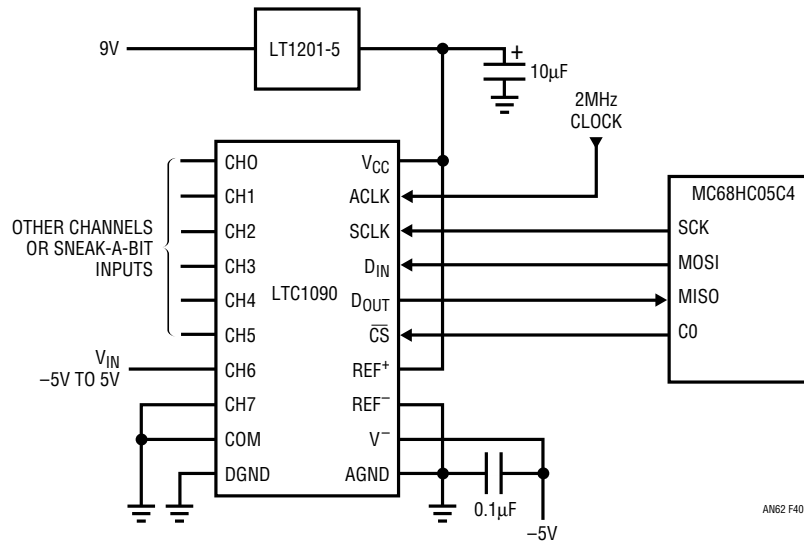 9V
LT1201-5
+
10µF
2MHz
CLOCK
OTHER CHANNELS
OR SNEAK-A-BIT
INPUTS
VIN
–5V TO 5V
CHO
CH1
CH2
CH3
CH4
CH5
CH6
CH7
COM
DGND
LTC1090
VCC
ACLK
SCLK
DIN
DOUT
C̅S̅
REF+
REF–
V–
AGND
0.1µF
–5V
MC68HC05C4
SCK
MOSI
MISO
C0
AN62 F40